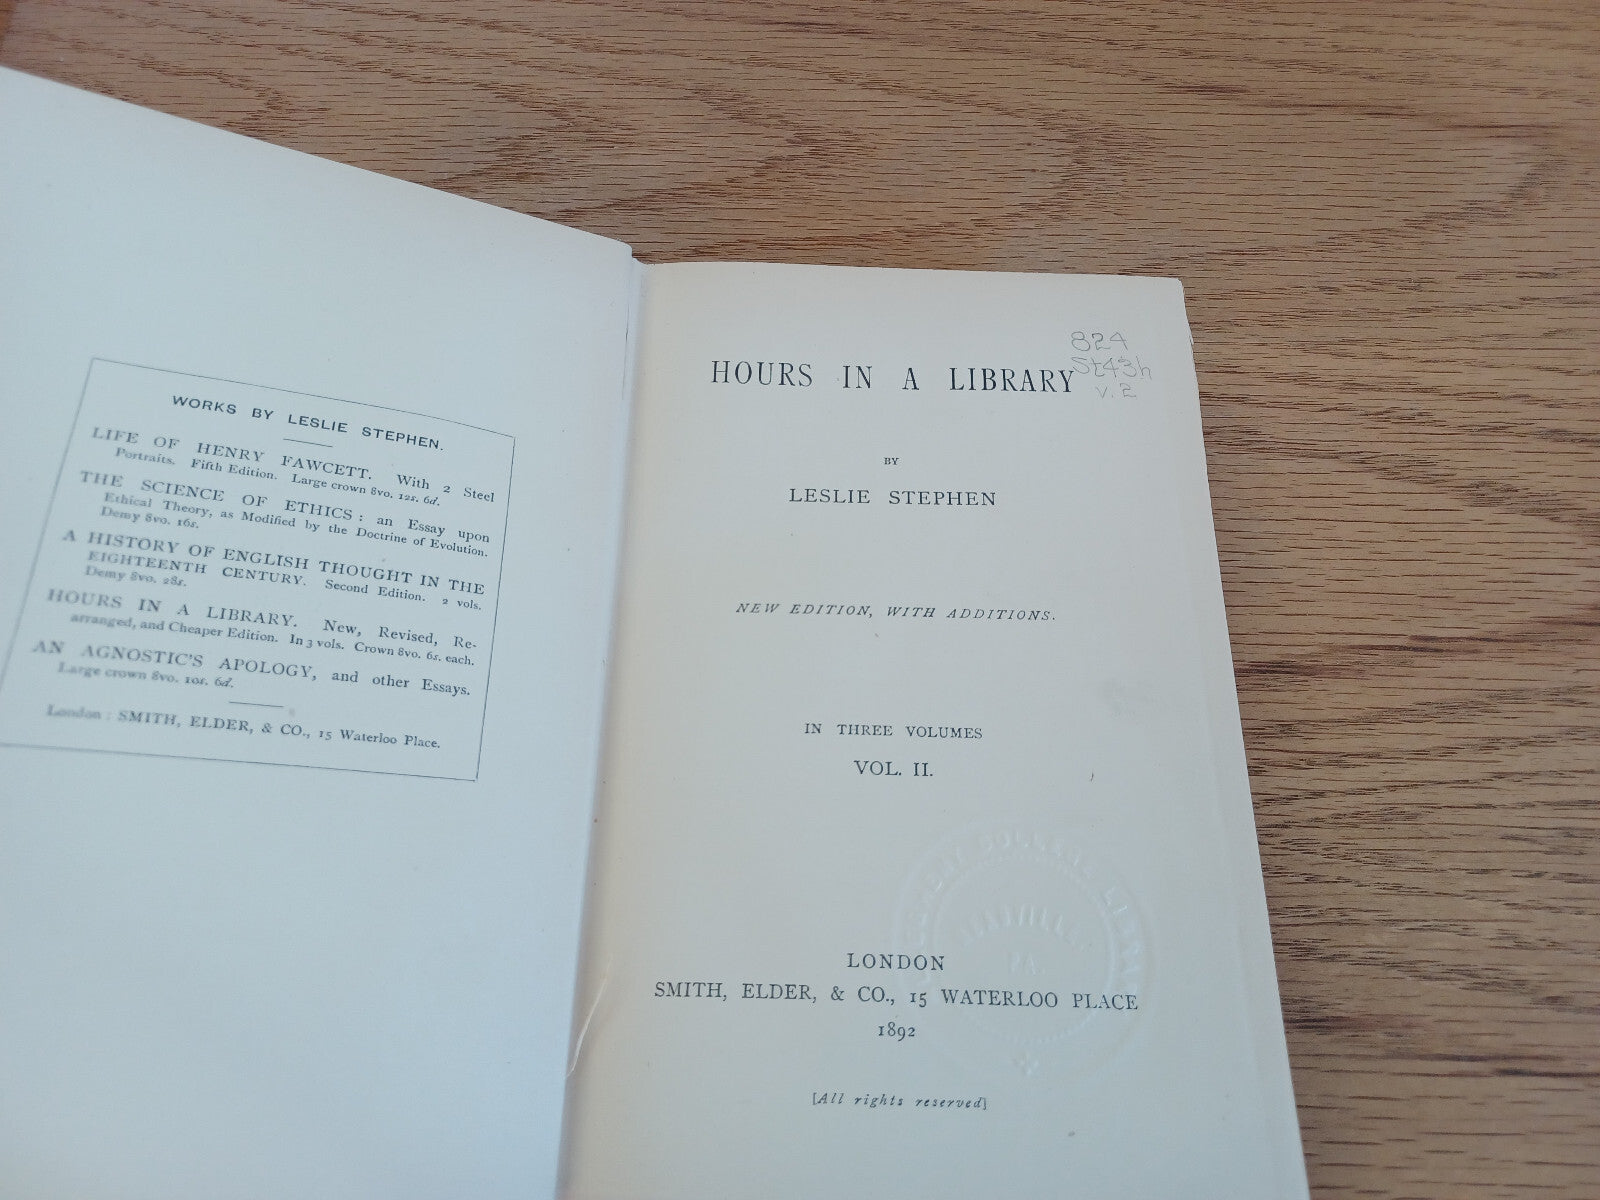 WORKS BY LESLIE STEPHEN.
LIFE OF HENRY FAWCETT. With 2 Steel
Portraits. Fifth Edition. Large crown 8vo. 12s. 6d.
THE SCIENCE OF ETHICS: an Essay upon
Ethical Theory, as Modified by the Doctrine of Evolution.
Demy 8vo. 16s.
A HISTORY OF ENGLISH THOUGHT IN THE
EIGHTEENTH CENTURY. Second Edition. 2 vols.
Demy 8vo. 28s.
HOURS IN A LIBRARY. New, Revised, Re-
arranged, and Cheaper Edition. In 3 vols. Crown 8vo. 6s. each.
AN AGNOSTIC'S APOLOGY, and other Essays.
Large crown 8vo. 10s. 6d.
London: SMITH, ELDER, & CO., 15 Waterloo Place.
824
St43h
v. 2
HOURS IN A LIBRARY
BY
LESLIE STEPHEN
NEW EDITION, WITH ADDITIONS.
IN THREE VOLUMES
VOL. II.
COLLEGE LIBRARY
PA.
LONDON
SMITH, ELDER, & CO., 15 WATERLOO PLACE
1892
[All rights reserved]